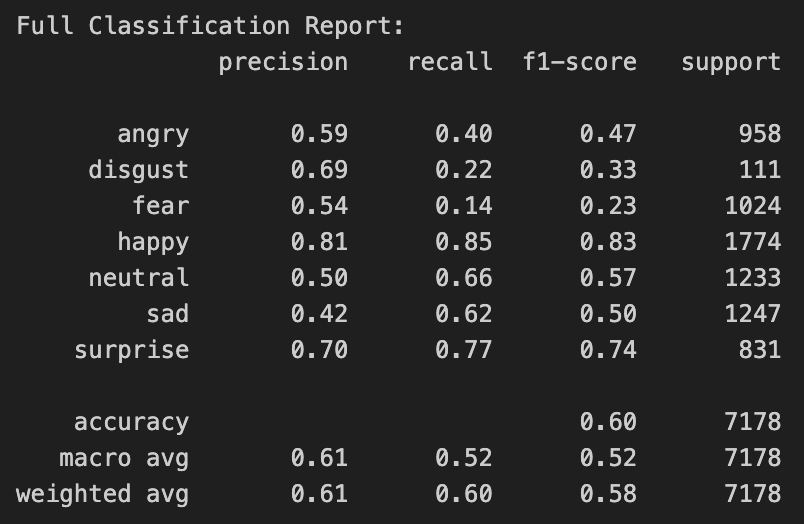 Full Classification Report:
precision recall f1-score support
angry 0.59 0.40 0.47 958
disgust 0.69 0.22 0.33 111
fear 0.54 0.14 0.23 1024
happy 0.81 0.85 0.83 1774
neutral 0.50 0.66 0.57 1233
sad 0.42 0.62 0.50 1247
surprise 0.70 0.77 0.74 831
accuracy 0.60 7178
macro avg 0.61 0.52 0.52 7178
weighted avg 0.61 0.60 0.58 7178